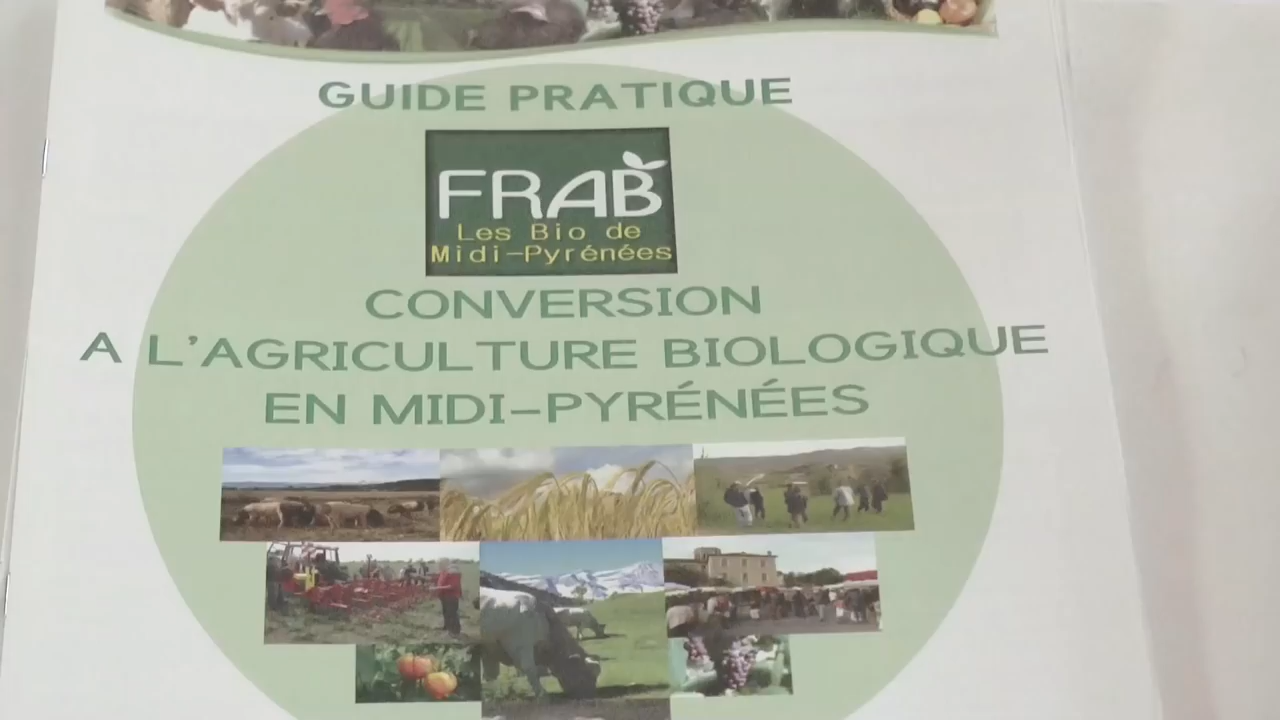 GUIDE PRATIQUE
FRAB
Les Bio de
Midi-Pyrénées
CONVERSION
A L'AGRICULTURE BIOLOGIQUE
EN MIDI-PYRÉNÉES